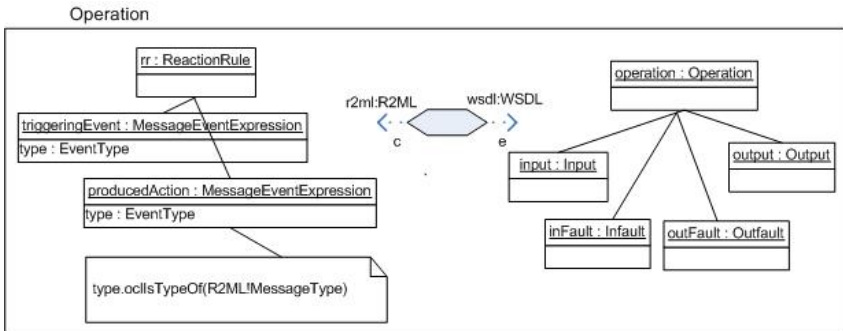 Operation
rr : ReactionRule
triggeringEvent : MessageEventExpression
type : EventType
producedAction : MessageEventExpression
type : EventType
type.oclIsTypeOf(R2ML!MessageType)
r2ml:R2ML
wsdl:WSDL
c
e
operation : Operation
input : Input
output : Output
inFault : Infault
outFault : Outfault